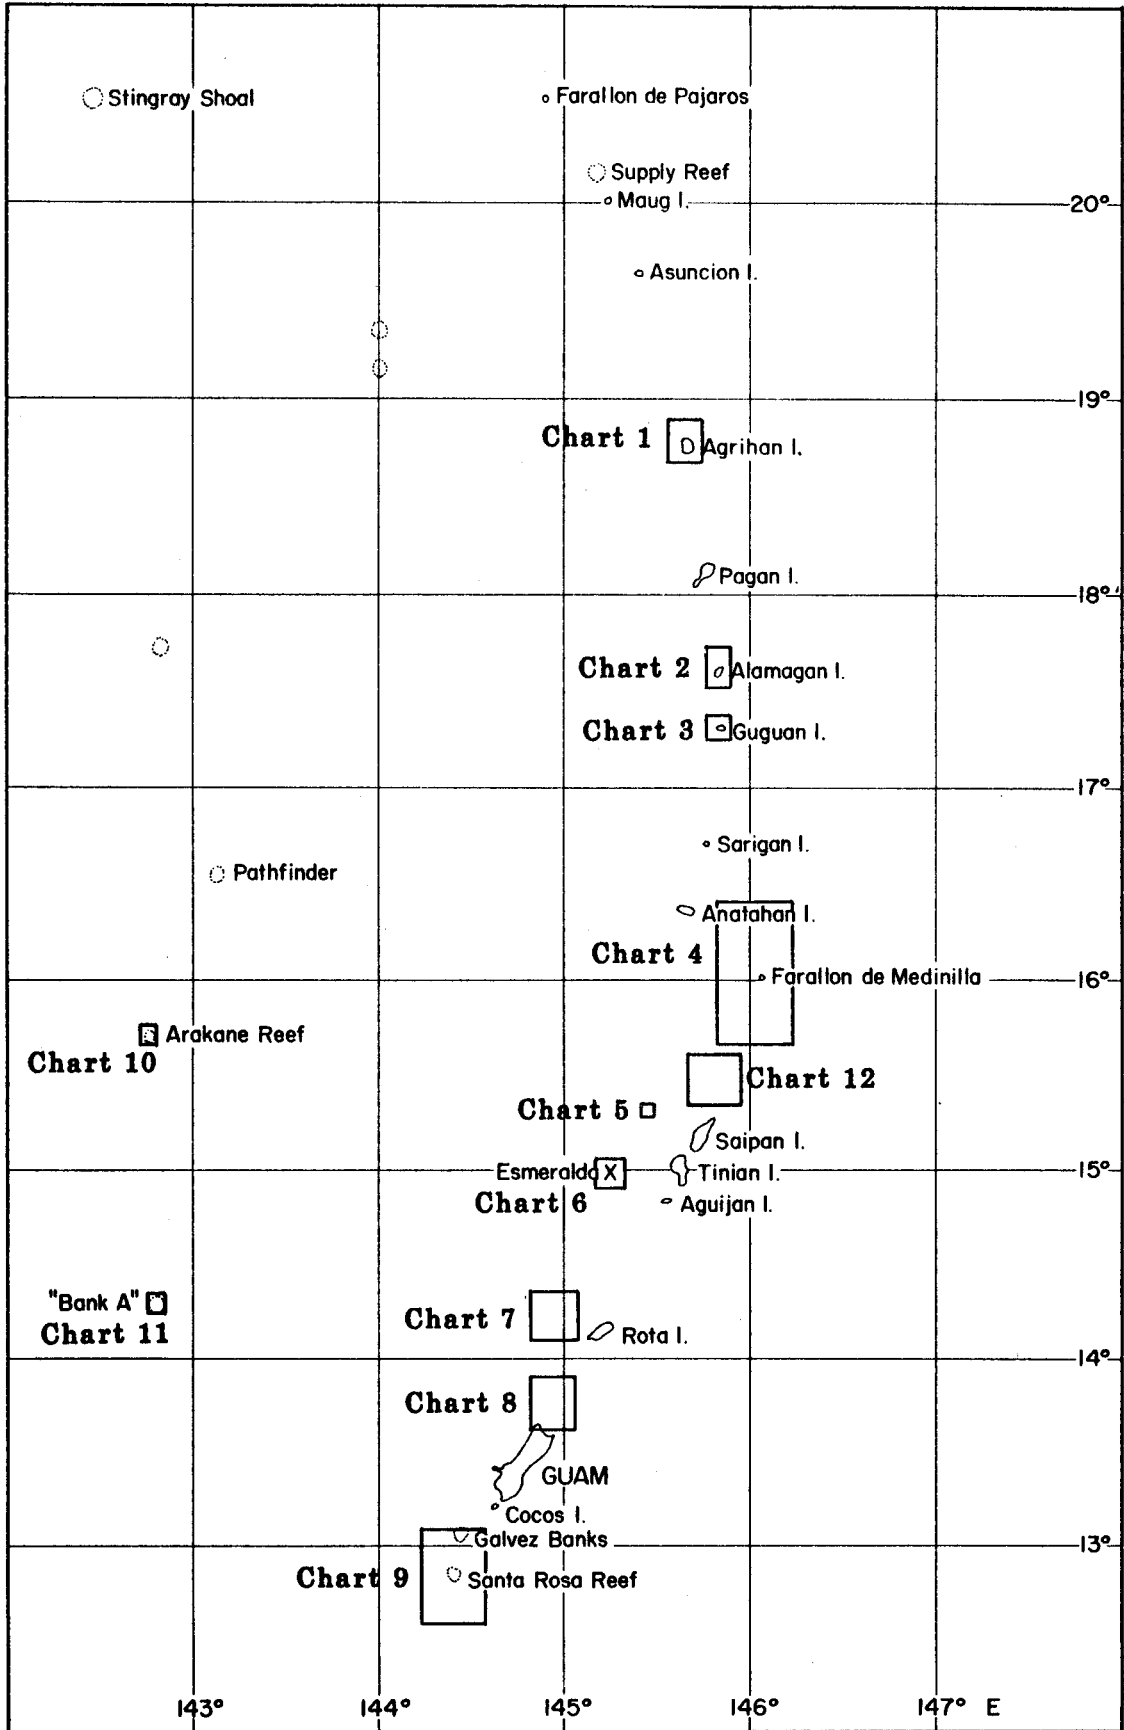 Stingray Shoal
Farallon de Pajaros
Supply Reef
Maug I.
20°
Asuncion I.
19°
Chart 1
Agrihan I.
Pagan I.
18°
Chart 2
Alamagan I.
Chart 3
Guguan I.
17°
Sarigan I.
Pathfinder
Anatahan I.
Chart 4
Farallon de Medinilla
16°
Arakane Reef
Chart 10
Chart 12
Chart 5
Saipan I.
Esmeralda X
Tinian I.
15°
Chart 6
Aguijan I.
"Bank A"
Chart 11
Chart 7
Rota I.
14°
Chart 8
GUAM
Cocos I.
Galvez Banks
13°
Chart 9
Santa Rosa Reef
143° 144° 145° 146° 147° E